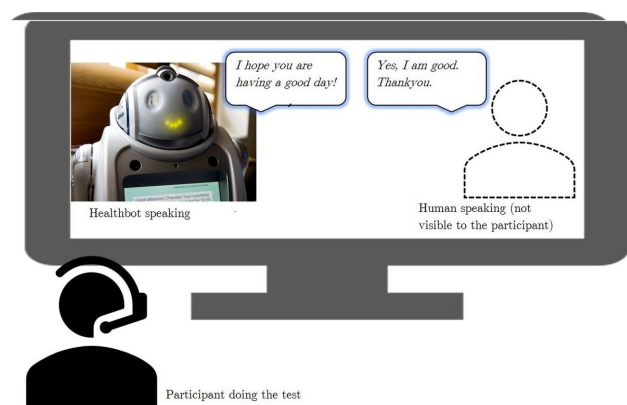 I hope you are
having a good day!
Yes, I am good.
Thankyou.
Healthbot speaking
Human speaking (not
visible to the participant)
Participant doing the test